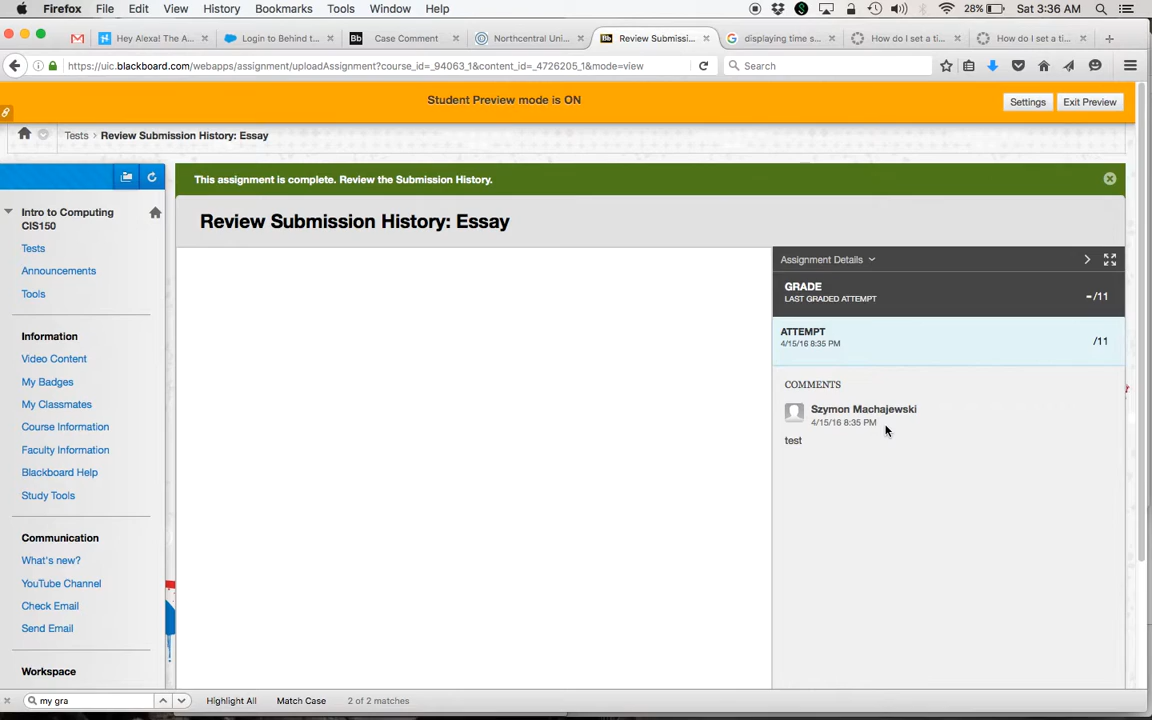 Firefox File Edit View History Bookmarks Tools Window Help 28% Sat 3:36 AM
Hey Alexa! The A... Login to Behind t... Case Comment Northcentral Uni... Review Submissi... displaying time s... How do I set a ti... How do I set a ti...
https://uic.blackboard.com/webapps/assignment/uploadAssignment?course_id=_94063_1&content_id=_4726205_1&mode=view Search
Student Preview mode is ON Settings Exit Preview
Tests > Review Submission History: Essay
This assignment is complete. Review the Submission History.
Review Submission History: Essay
Intro to Computing
CIS150
Tests
Announcements
Tools
Information
Video Content
My Badges
My Classmates
Course Information
Faculty Information
Blackboard Help
Study Tools
Communication
What's new?
YouTube Channel
Check Email
Send Email
Workspace
Assignment Details
GRADE
LAST GRADED ATTEMPT
-/11
ATTEMPT
4/15/16 8:35 PM
/11
COMMENTS
Szymon Machajewski
4/15/16 8:35 PM
test
my gra Highlight All Match Case 2 of 2 matches